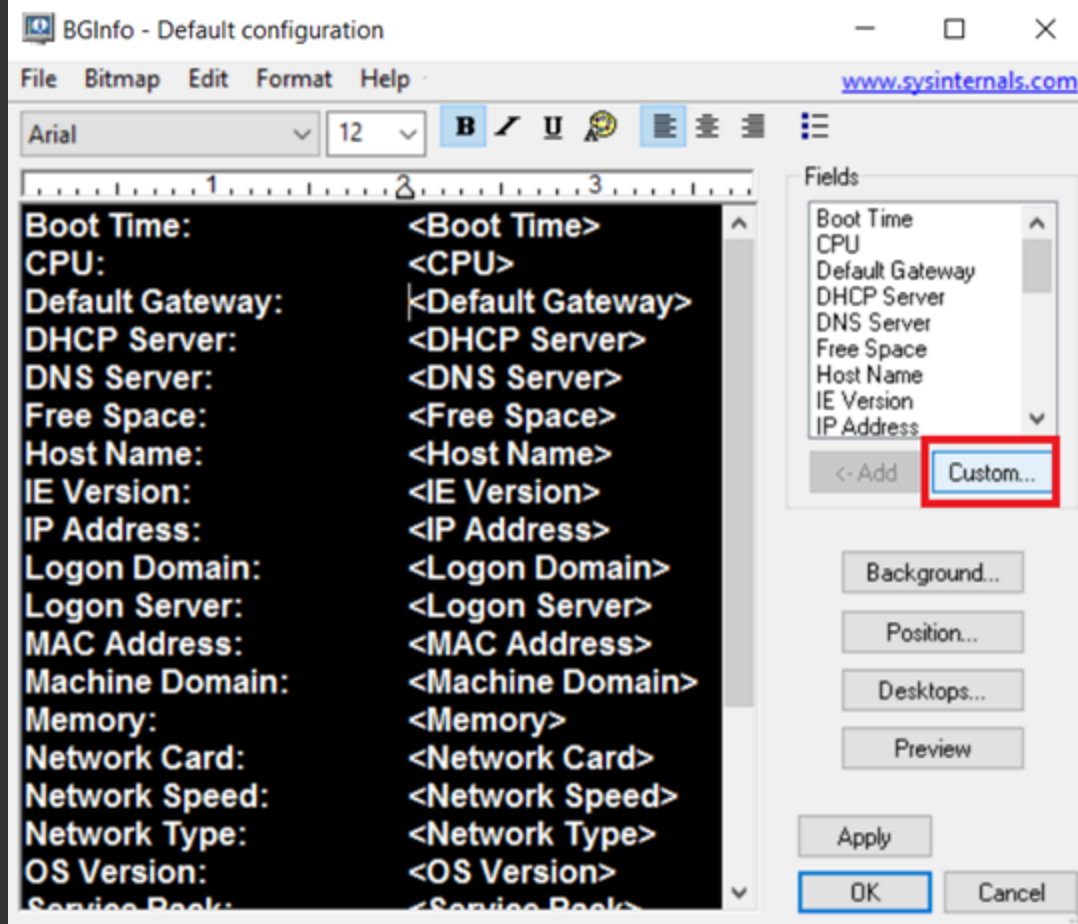 BGInfo - Default configuration
File Bitmap Edit Format Help www.sysinternals.com
Arial 12 B I U A
1 2 3
Boot Time: <Boot Time>
CPU: <CPU>
Default Gateway: <Default Gateway>
DHCP Server: <DHCP Server>
DNS Server: <DNS Server>
Free Space: <Free Space>
Host Name: <Host Name>
IE Version: <IE Version>
IP Address: <IP Address>
Logon Domain: <Logon Domain>
Logon Server: <Logon Server>
MAC Address: <MAC Address>
Machine Domain: <Machine Domain>
Memory: <Memory>
Network Card: <Network Card>
Network Speed: <Network Speed>
Network Type: <Network Type>
OS Version: <OS Version>
Service Pack: <Service Pack>
Fields
Boot Time
CPU
Default Gateway
DHCP Server
DNS Server
Free Space
Host Name
IE Version
IP Address
<- Add Custom...
Background...
Position...
Desktops...
Preview
Apply
OK Cancel